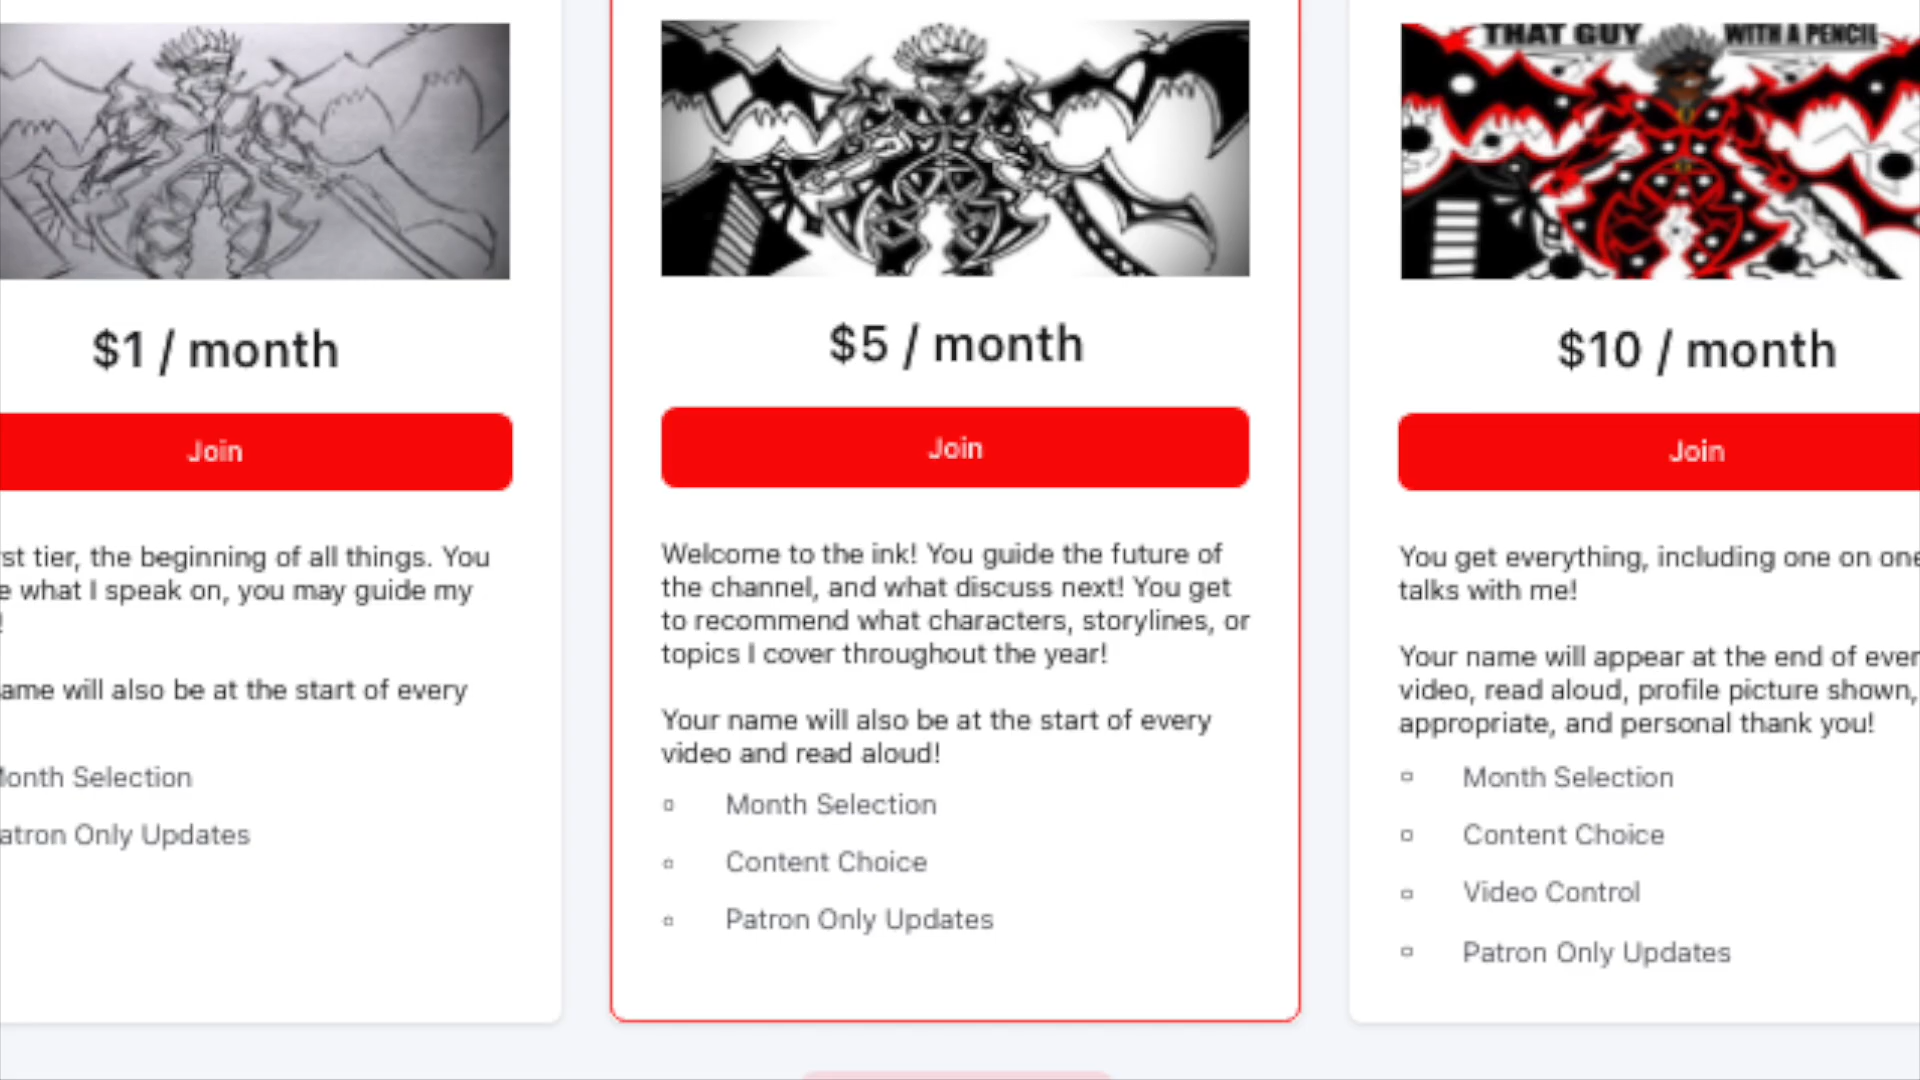 $1 / month
Join
rst tier, the beginning of all things. You
e what I speak on, you may guide my
!
ame will also be at the start of every
Month Selection
atron Only Updates
$5 / month
Join
Welcome to the ink! You guide the future of
the channel, and what discuss next! You get
to recommend what characters, storylines, or
topics I cover throughout the year!
Your name will also be at the start of every
video and read aloud!
Month Selection
Content Choice
Patron Only Updates
THAT GUY WITH A PENCIL
$10 / month
Join
You get everything, including one on one
talks with me!
Your name will appear at the end of ever
video, read aloud, profile picture shown,
appropriate, and personal thank you!
Month Selection
Content Choice
Video Control
Patron Only Updates